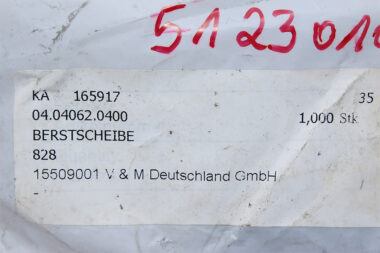 5123010
KA 165917 35
04.04062.0400 1,000 Stk
BERSTSCHEIBE
828
15509001 V & M Deutschland GmbH